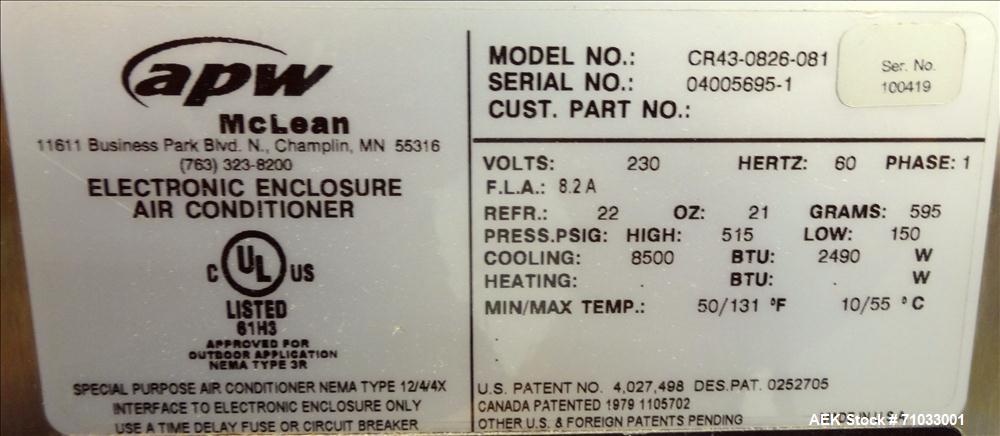 apw
McLean
11611 Business Park Blvd. N., Champlin, MN 55316
(763) 323-8200
ELECTRONIC ENCLOSURE
AIR CONDITIONER
C UL US
LISTED
61H3
APPROVED FOR
OUTDOOR APPLICATION
NEMA TYPE 3R
SPECIAL PURPOSE AIR CONDITIONER NEMA TYPE 12/4/4X
INTERFACE TO ELECTRONIC ENCLOSURE ONLY
USE A TIME DELAY FUSE OR CIRCUIT BREAKER
MODEL NO.: CR43-0826-081
SERIAL NO.: 04005695-1
CUST. PART NO.:
Ser. No.
100419
VOLTS: 230 HERTZ: 60 PHASE: 1
F.L.A.: 8.2 A
REFR.: 22 OZ: 21 GRAMS: 595
PRESS.PSIG: HIGH: 515 LOW: 150
COOLING: 8500 BTU: 2490 W
HEATING: BTU: . W
MIN/MAX TEMP.: 50/131 °F 10/55 °C
U.S. PATENT NO. 4,027,498 DES.PAT. 0252705
CANADA PATENTED 1979 1105702
OTHER U.S. & FOREIGN PATENTS PENDING
AEK-Stock # 71033001